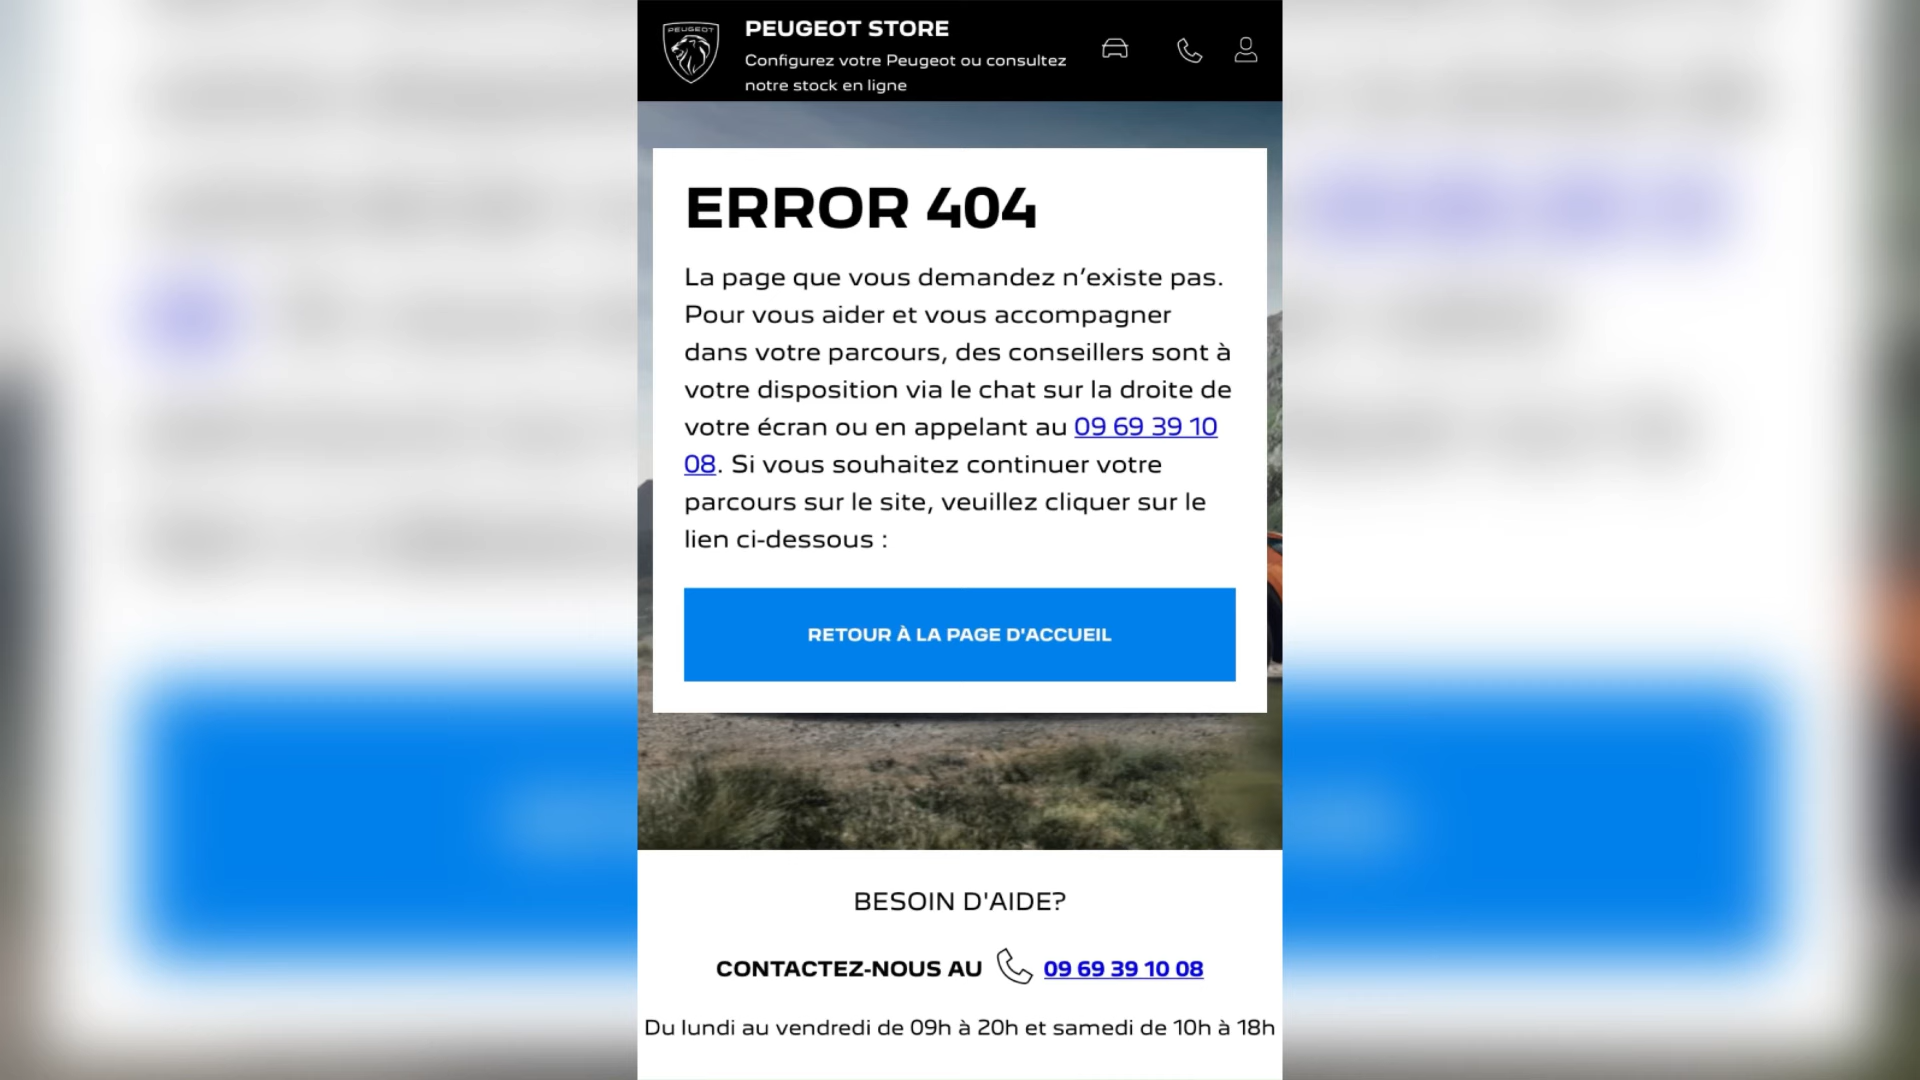 PEUGEOT
PEUGEOT STORE
Configurez votre Peugeot ou consultez
notre stock en ligne
ERROR 404
La page que vous demandez n’existe pas.
Pour vous aider et vous accompagner
dans votre parcours, des conseillers sont à
votre disposition via le chat sur la droite de
votre écran ou en appelant au 09 69 39 10
08. Si vous souhaitez continuer votre
parcours sur le site, veuillez cliquer sur le
lien ci-dessous :
RETOUR À LA PAGE D'ACCUEIL
BESOIN D'AIDE?
CONTACTEZ-NOUS AU 09 69 39 10 08
Du lundi au vendredi de 09h à 20h et samedi de 10h à 18h